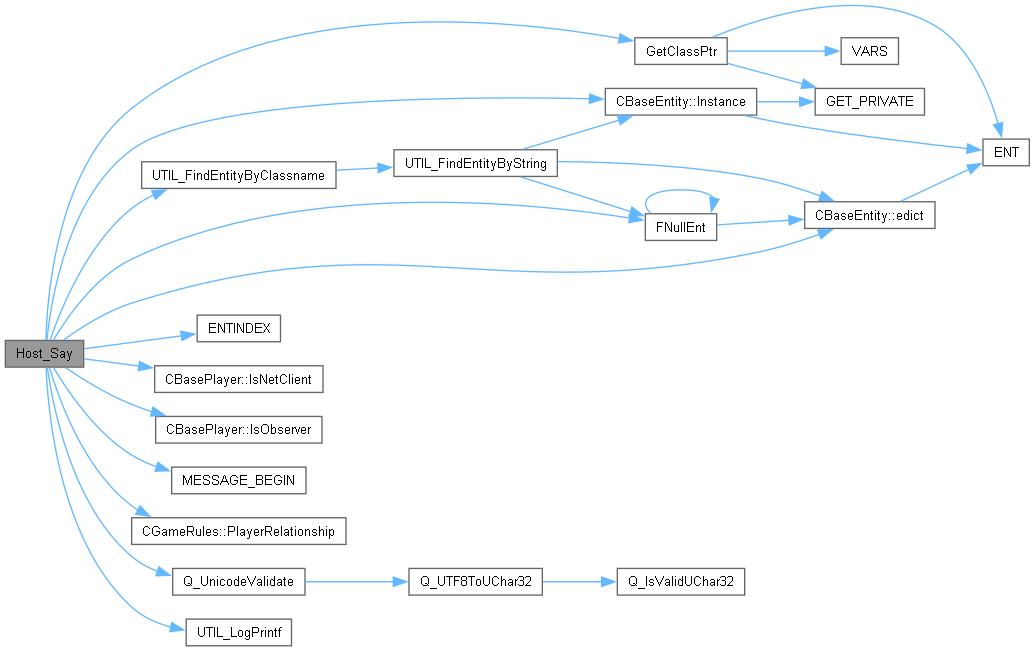 GetClassPtr
VARS
CBaseEntity::Instance
GET_PRIVATE
ENT
UTIL_FindEntityByClassname
UTIL_FindEntityByString
FNullEnt
CBaseEntity::edict
ENTINDEX
Host_Say
CBasePlayer::IsNetClient
CBasePlayer::IsObserver
MESSAGE_BEGIN
CGameRules::PlayerRelationship
Q_UnicodeValidate
Q_UTF8ToUChar32
Q_IsValidUChar32
UTIL_LogPrintf